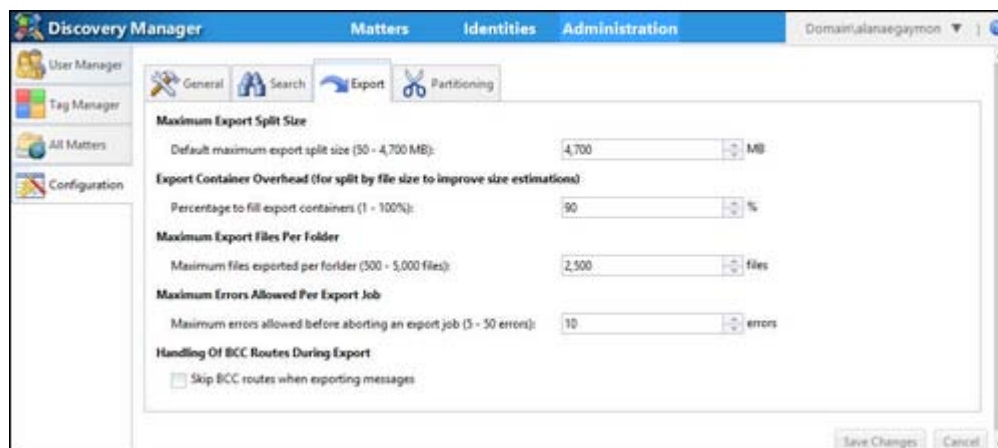 Discovery Manager
Matters
Identities
Administration
Domain\alanaegaymon
User Manager
Tag Manager
All Matters
Configuration
General
Search
Export
Partitioning
Maximum Export Split Size
Default maximum export split size (50 - 4,700 MB):
4,700
MB
Export Container Overhead (for split by file size to improve size estimations)
Percentage to fill export containers (1 - 100%):
90
%
Maximum Export Files Per Folder
Maximum files exported per forlder (500 - 5,000 files):
2,500
files
Maximum Errors Allowed Per Export Job
Maximum errors allowed before aborting an export job (5 - 50 errors):
10
errors
Handling Of BCC Routes During Export
Skip BCC routes when exporting messages
Save Changes
Cancel